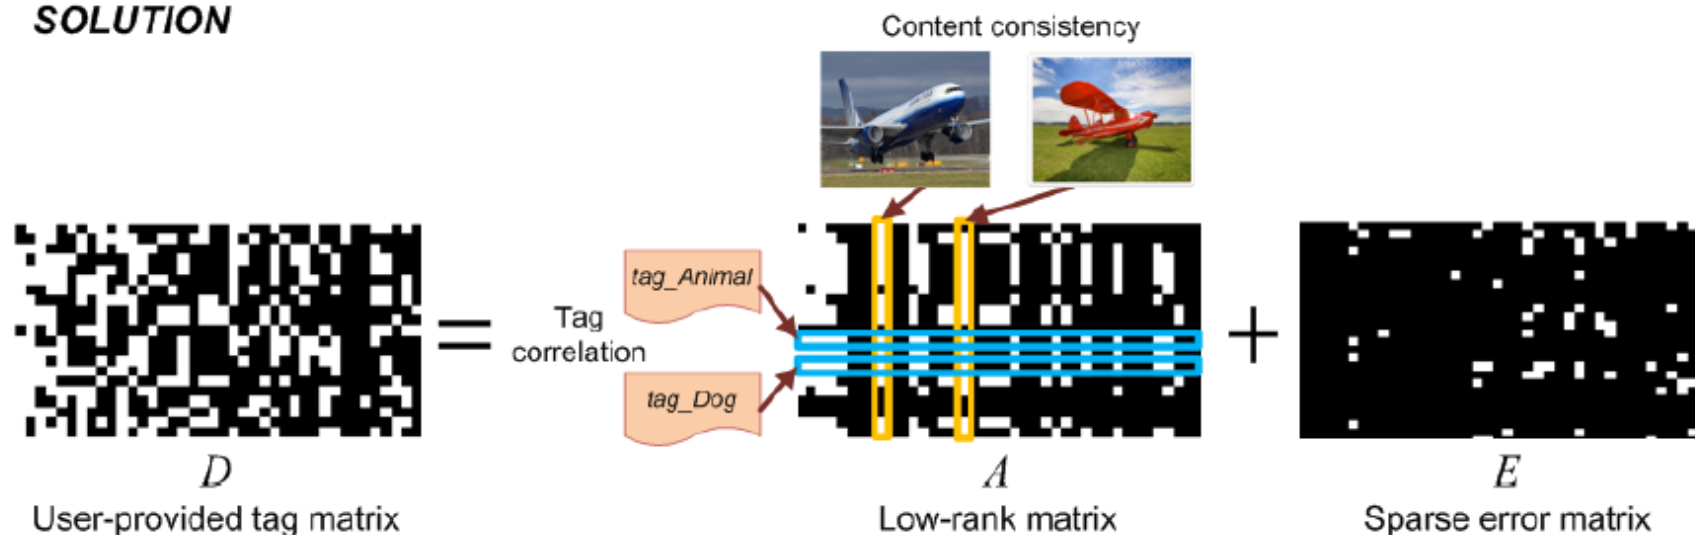 SOLUTION
Content consistency
tag_Animal
Tag
correlation
tag_Dog
=
+
D
A
E
User-provided tag matrix
Low-rank matrix
Sparse error matrix